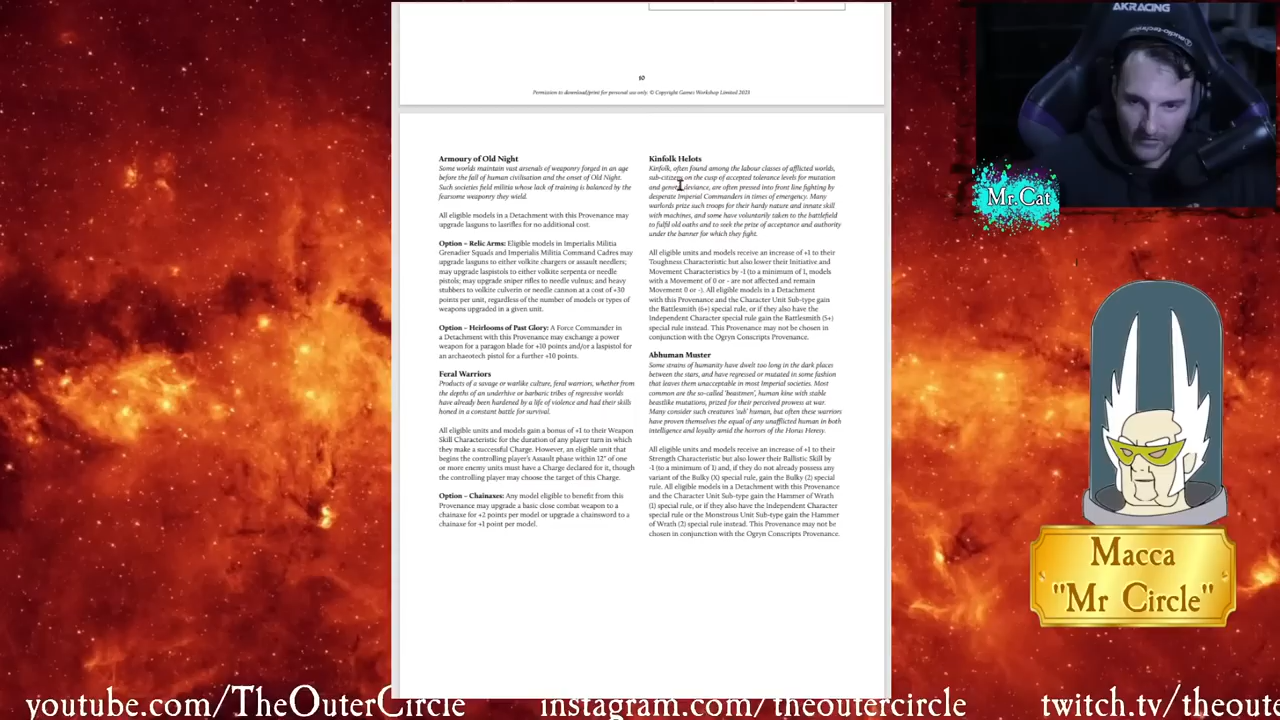 AKRACING
10
Permission to download/print for personal use only. © Copyright Games Workshop Limited 2023
Armoury of Old Night
Some worlds maintain vast arsenals of weaponry forged in an age
before the fall of human civilisation and the onset of Old Night.
Such societies field militia whose lack of training is balanced by the
fearsome weaponry they wield.
All eligible models in a Detachment with this Provenance may
upgrade lasguns to lasrifles for no additional cost.
Option – Relic Arms: Eligible models in Imperialis Militia
Grenadier Squads and Imperialis Militia Command Cadres may
upgrade lasguns to either volkite chargers or assault needlers;
may upgrade laspistols to either volkite serpenta or needle
pistols; may upgrade sniper rifles to needle vulnus; and heavy
stubbers to volkite culverin or needle cannon at a cost of +30
points per unit, regardless of the number of models or types of
weapons upgraded in a given unit.
Option – Heirlooms of Past Glory: A Force Commander in
a Detachment with this Provenance may exchange a power
weapon for a paragon blade for +10 points and/or a laspistol for
an archaeotech pistol for a further +10 points.
Feral Warriors
Products of a savage or warlike culture, feral warriors, whether from
the depths of an underhive or barbaric tribes of regressive worlds
have already been hardened by a life of violence and had their skills
honed in a constant battle for survival.
All eligible units and models gain a bonus of +1 to their Weapon
Skill Characteristic for the duration of any player turn in which
they make a successful Charge. However, an eligible unit that
begins the controlling player's Assault phase within 12" of one
or more enemy units must have a Charge declared for it, though
the controlling player may choose the target of this Charge.
Option – Chainaxes: Any model eligible to benefit from this
Provenance may upgrade a basic close combat weapon to a
chainaxe for +2 points per model or upgrade a chainsword to a
chainaxe for +1 point per model.
Kinfolk Helots
Kinfolk, often found among the labour classes of afflicted worlds,
sub-citizens on the cusp of accepted tolerance levels for mutation
and genetic deviance, are often pressed into front line fighting by
desperate Imperial Commanders in times of emergency. Many
warlords prize such troops for their hardy nature and innate skill
with machines, and some have voluntarily taken to the battlefield
to fulfil old oaths and to seek the prize of acceptance and authority
under the banner for which they fight.
All eligible units and models receive an increase of +1 to their
Toughness Characteristic but also lower their Initiative and
Movement Characteristics by -1 (to a minimum of 1, models
with a Movement of 0 or - are not affected and remain
Movement 0 or -). All eligible models in a Detachment
with this Provenance and the Character Unit Sub-type gain
the Battlesmith (6+) special rule, or if they also have the
Independent Character special rule gain the Battlesmith (5+)
special rule instead. This Provenance may not be chosen in
conjunction with the Ogryn Conscripts Provenance.
Abhuman Muster
Some strains of humanity have dwelt too long in the dark places
between the stars, and have regressed or mutated in some fashion
that leaves them unacceptable in most Imperial societies. Most
common are the so-called 'beastmen', human kine with stable
beastlike mutations, prized for their perceived prowess at war.
Many consider such creatures 'sub' human, but often these warriors
have proven themselves the equal of any unafflicted human in both
intelligence and loyalty amid the horrors of the Horus Heresy.
All eligible units and models receive an increase of +1 to their
Strength Characteristic but also lower their Ballistic Skill by
-1 (to a minimum of 1) and, if they do not already possess any
variant of the Bulky (X) special rule, gain the Bulky (2) special
rule. All eligible models in a Detachment with this Provenance
and the Character Unit Sub-type gain the Hammer of Wrath
(1) special rule, or if they also have the Independent Character
special rule or the Monstrous Unit Sub-type gain the Hammer
of Wrath (2) special rule instead. This Provenance may not be
chosen in conjunction with the Ogryn Conscripts Provenance.
Mr.Cat
Macca
"Mr Circle"
youtube.com/TheOuterCircle instagram.com/theoutercircle twitch.tv/theoute